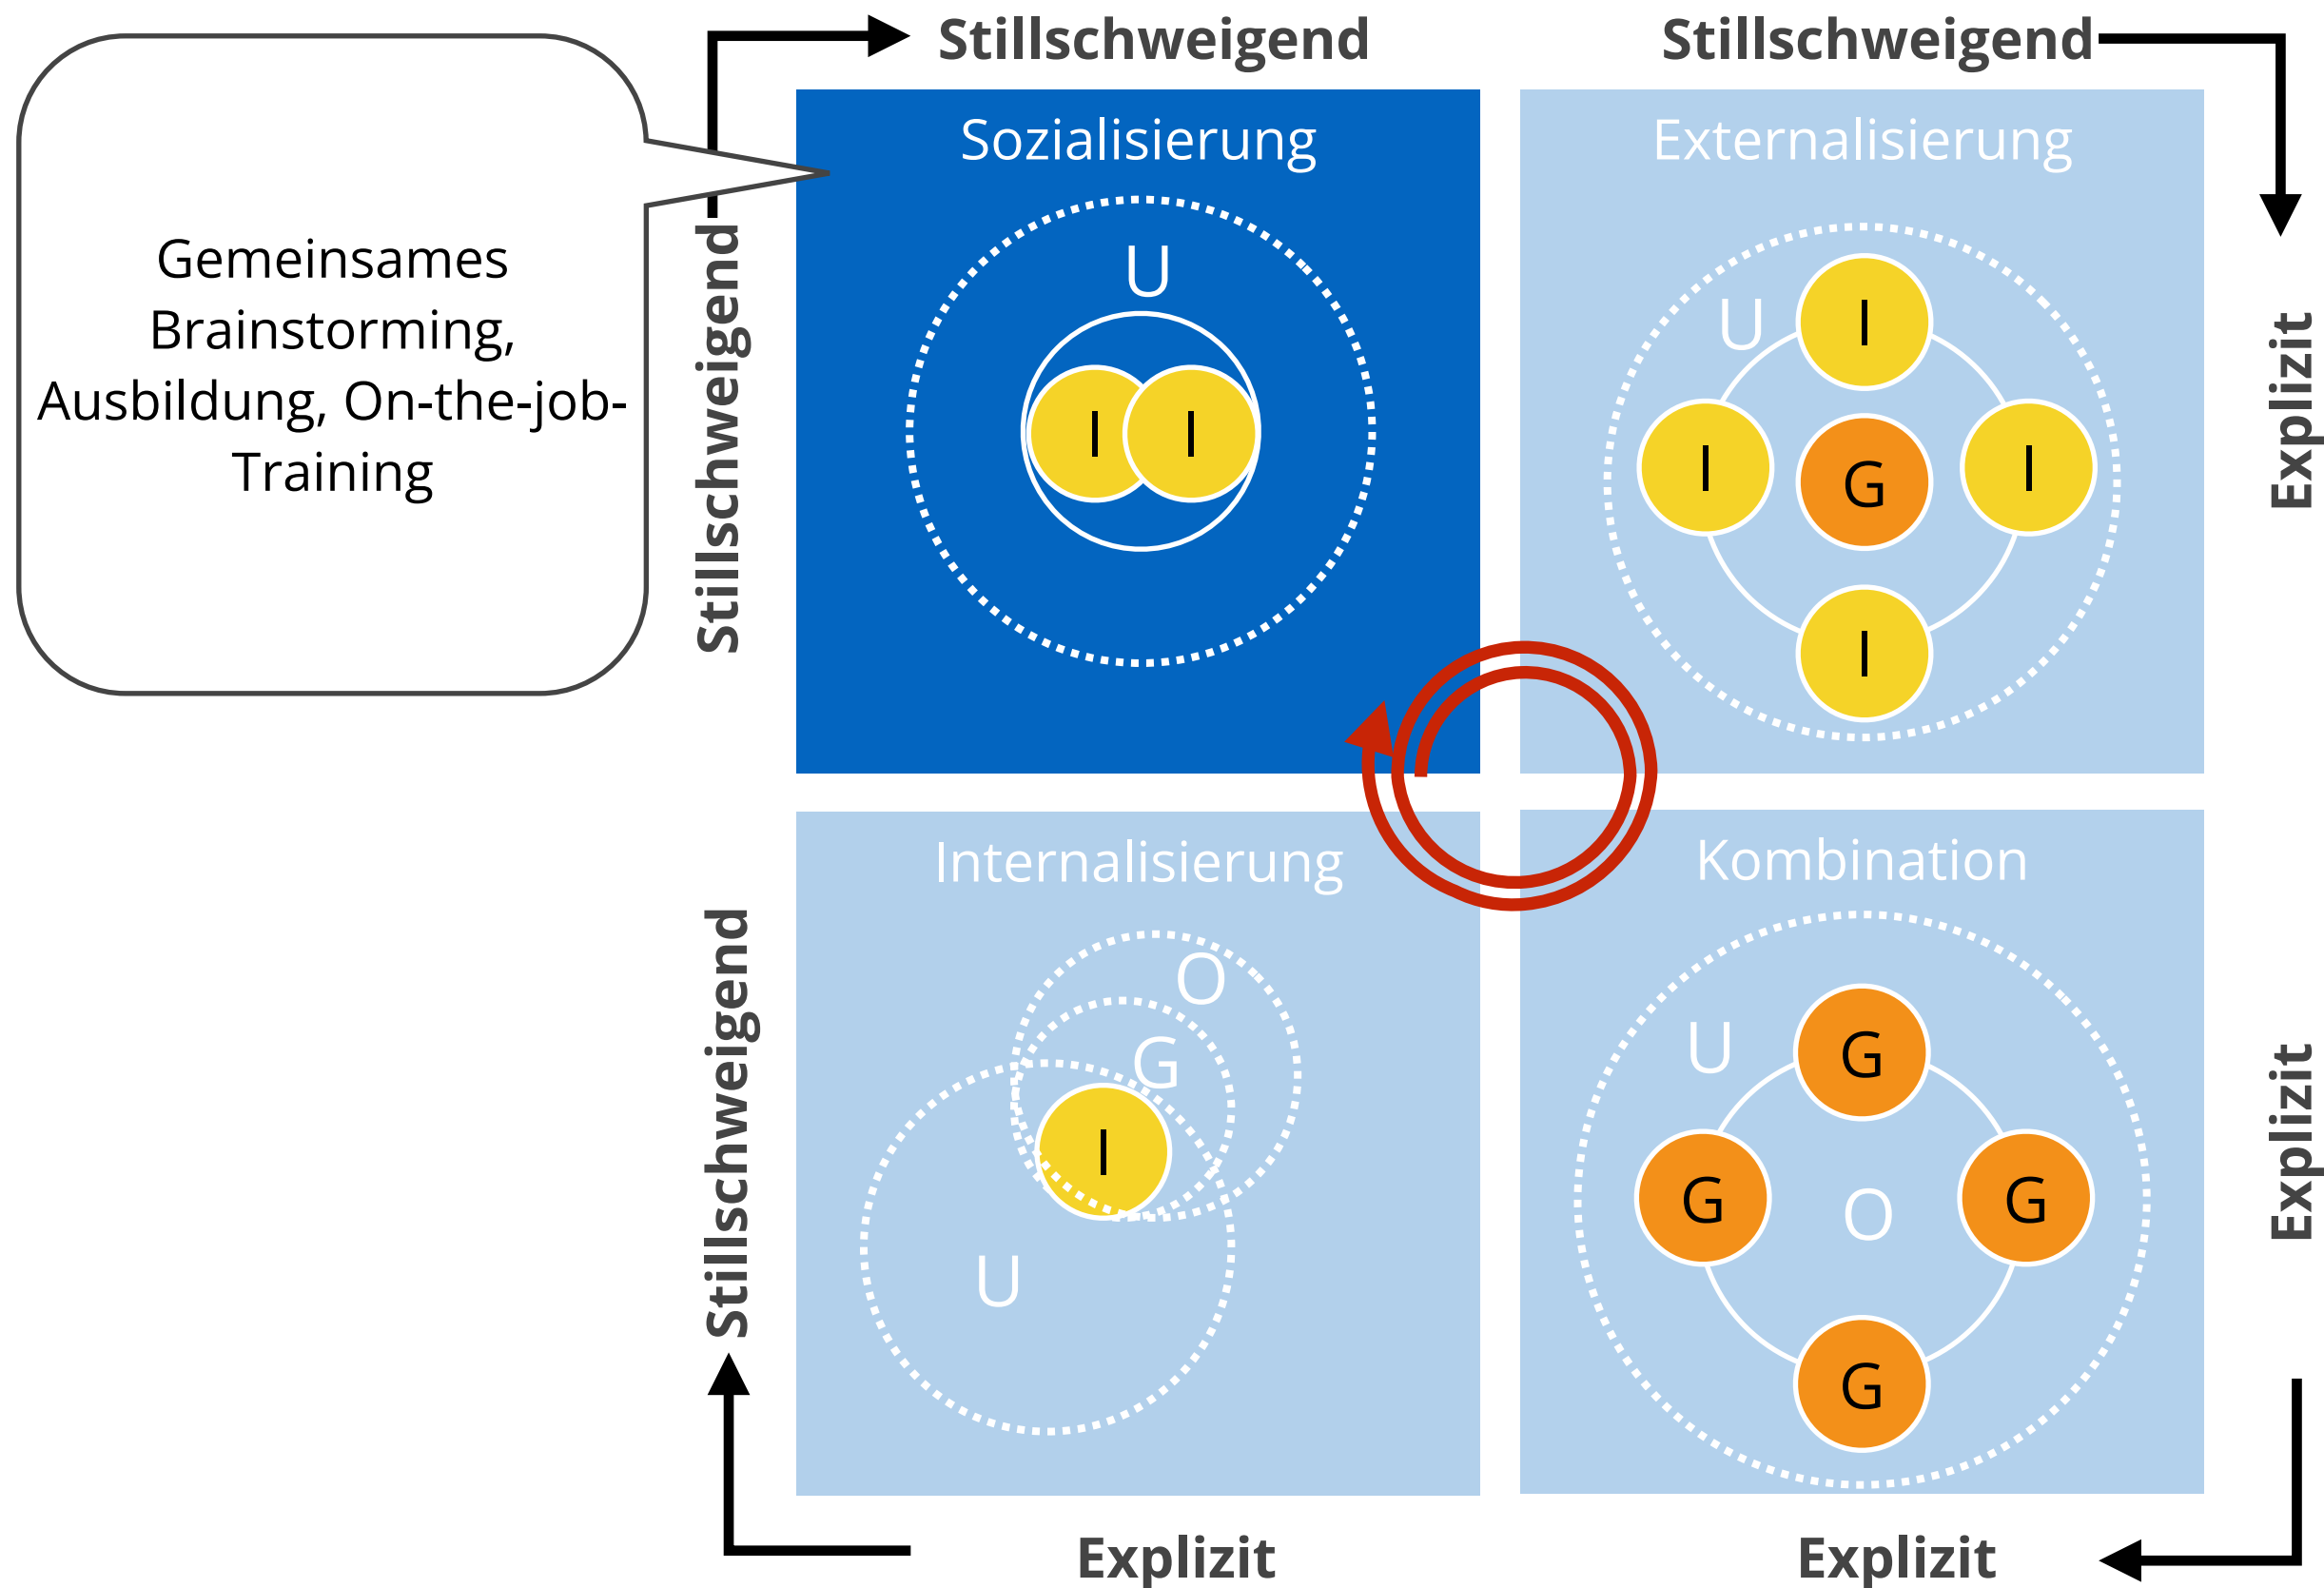 Stillschweigend
Stillschweigend
Gemeinsames
Brainstorming,
Ausbildung, On-the-job-
Training
Stillschweigend
Sozialisierung
U
I
I
Externalisierung
U
I
I
G
I
I
Explizit
Stillschweigend
Internalisierung
O
G
I
U
Kombination
U
G
G
O
G
G
Explizit
Explizit
Explizit